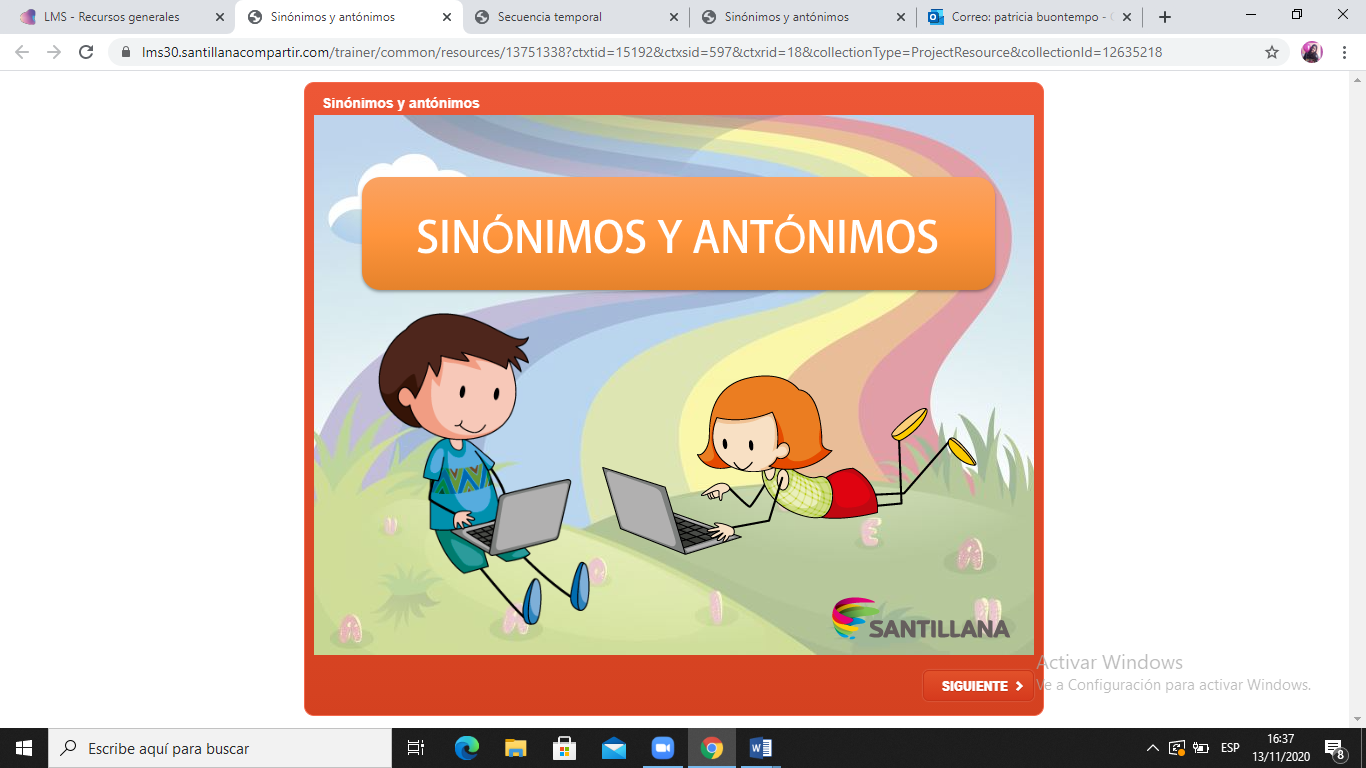 LMS - Recursos generales
Sinónimos y antónimos
Secuencia temporal
Sinónimos y antónimos
Correo: patricia buontempo -
lms30.santillanacompartir.com/trainer/common/resources/13751338?ctxtid=15192&ctxsid=597&ctxrid=18&collectionType=ProjectResource&collectionId=12635218
Sinónimos y antónimos
SINÓNIMOS Y ANTÓNIMOS
SANTILLANA
Activar Windows
Ve a Configuración para activar Windows.
SIGUIENTE
Escribe aquí para buscar
ESP
16:37
13/11/2020
8